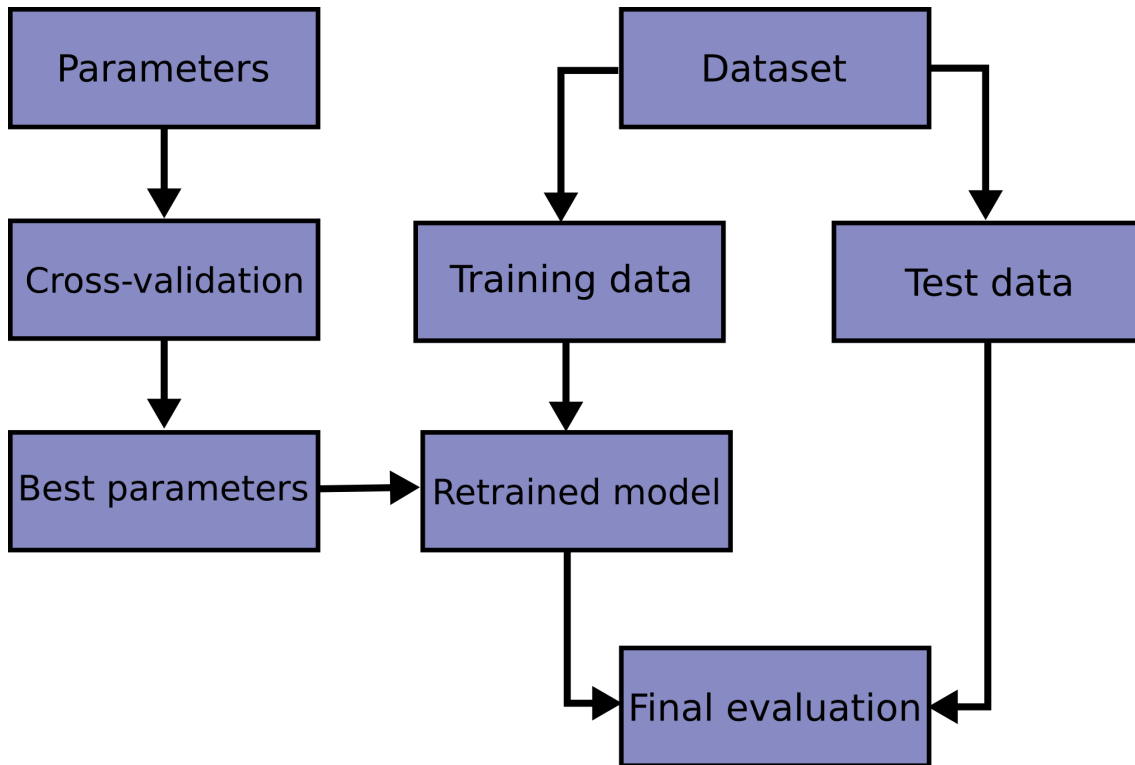 Parameters
Dataset
Cross-validation
Training data
Test data
Best parameters
Retrained model
Final evaluation